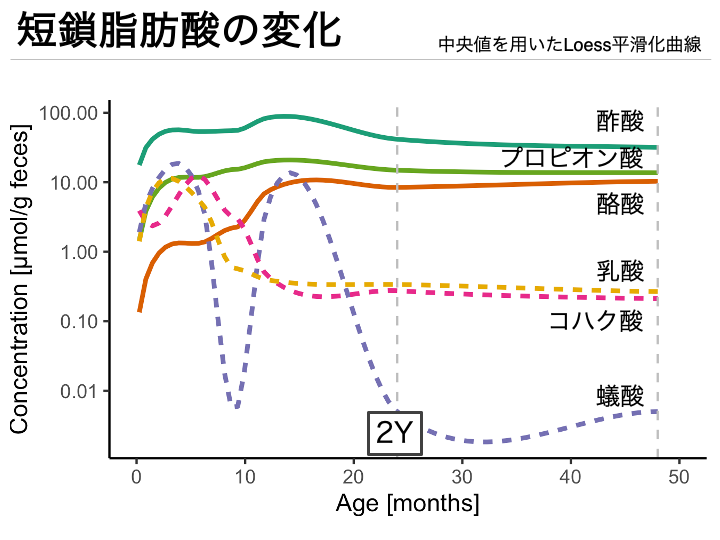 短鎖脂肪酸の変化
中央値を用いたLoess平滑化曲線
Concentration [μmol/g feces]
100.00
10.00
1.00
0.10
0.01
酢酸
プロピオン酸
酪酸
乳酸
コハク酸
蟻酸
2Y
0 10 20 30 40 50
Age [months]